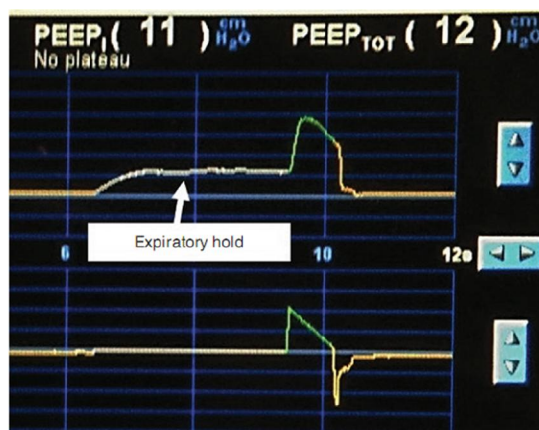 PEEPI( 11 ) cm H2O PEEPTOT ( 12 ) cm H2O
No plateau
Expiratory hold
6 10 12s